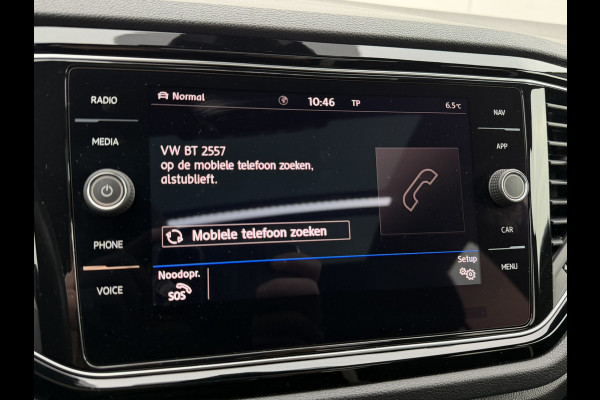 RADIO
MEDIA
PHONE
VOICE
Normal 10:46 TP 6.5°C
VW BT 2557
op de mobiele telefoon zoeken,
alstublieft.
Mobiele telefoon zoeken
Noodopr.
SOS
Setup
NAV
APP
CAR
MENU